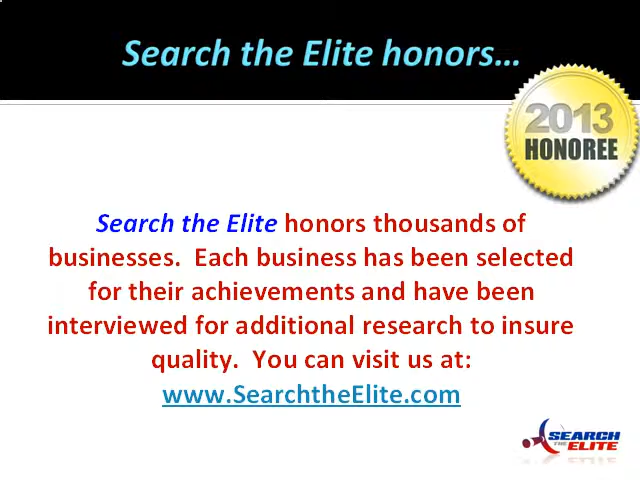 Search the Elite honors...
2013
HONOREE
Search the Elite honors thousands of
businesses.  Each business has been selected
for their achievements and have been
interviewed for additional research to insure
quality.  You can visit us at:
www.SearchtheElite.com
SEARCH
THE ELITE